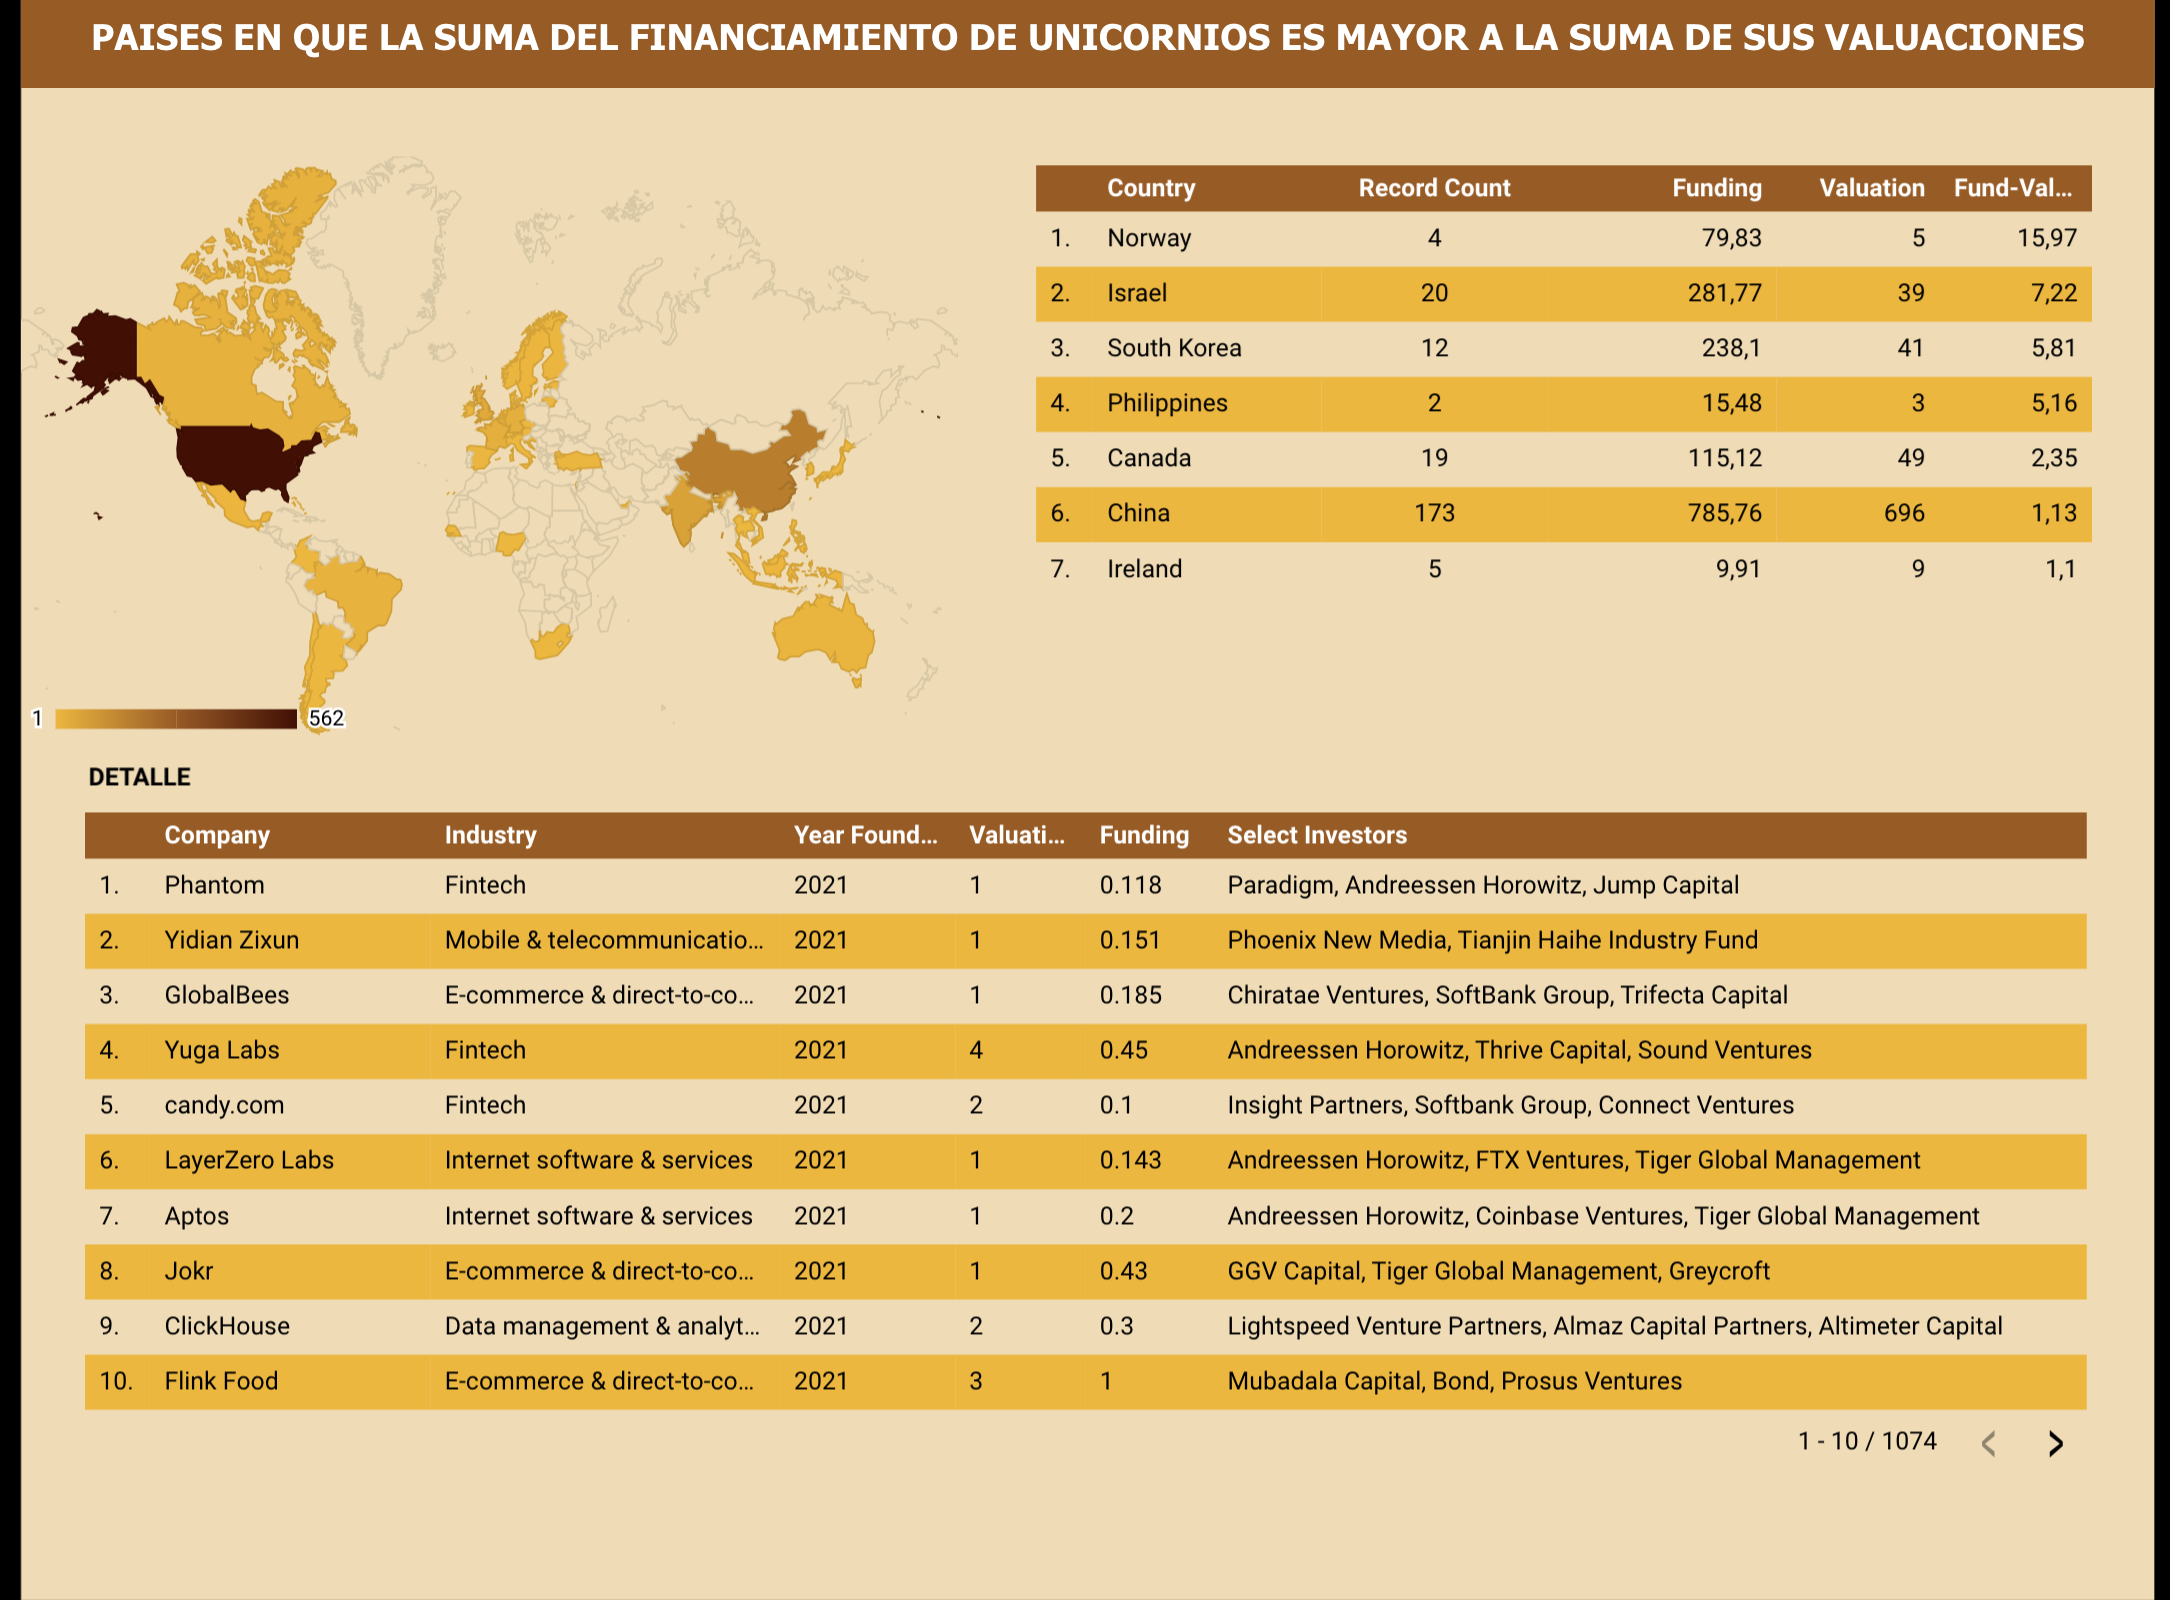 PAISES EN QUE LA SUMA DEL FINANCIAMIENTO DE UNICORNIOS ES MAYOR A LA SUMA DE SUS VALUACIONES
Country Record Count Funding Valuation Fund-Val...
1. Norway 4 79,83 5 15,97
2. Israel 20 281,77 39 7,22
3. South Korea 12 238,1 41 5,81
4. Philippines 2 15,48 3 5,16
5. Canada 19 115,12 49 2,35
6. China 173 785,76 696 1,13
7. Ireland 5 9,91 9 1,1
1 562
DETALLE
Company Industry Year Found... Valuati... Funding Select Investors
1. Phantom Fintech 2021 1 0.118 Paradigm, Andreessen Horowitz, Jump Capital
2. Yidian Zixun Mobile & telecommunicatio... 2021 1 0.151 Phoenix New Media, Tianjin Haihe Industry Fund
3. GlobalBees E-commerce & direct-to-co... 2021 1 0.185 Chiratae Ventures, SoftBank Group, Trifecta Capital
4. Yuga Labs Fintech 2021 4 0.45 Andreessen Horowitz, Thrive Capital, Sound Ventures
5. candy.com Fintech 2021 2 0.1 Insight Partners, Softbank Group, Connect Ventures
6. LayerZero Labs Internet software & services 2021 1 0.143 Andreessen Horowitz, FTX Ventures, Tiger Global Management
7. Aptos Internet software & services 2021 1 0.2 Andreessen Horowitz, Coinbase Ventures, Tiger Global Management
8. Jokr E-commerce & direct-to-co... 2021 1 0.43 GGV Capital, Tiger Global Management, Greycroft
9. ClickHouse Data management & analyt... 2021 2 0.3 Lightspeed Venture Partners, Almaz Capital Partners, Altimeter Capital
10. Flink Food E-commerce & direct-to-co... 2021 3 1 Mubadala Capital, Bond, Prosus Ventures
1 - 10 / 1074